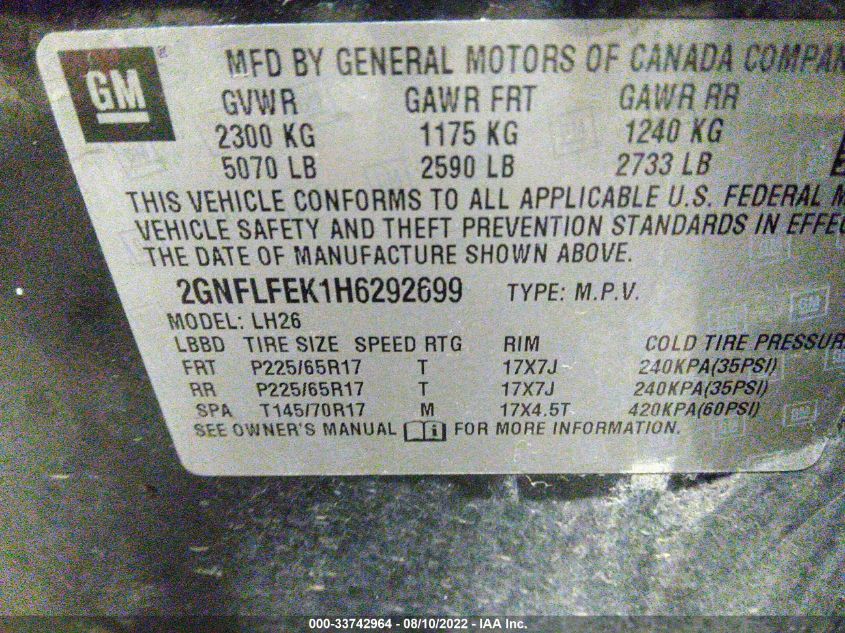 GM
MFD BY GENERAL MOTORS OF CANADA COMPAN
GVWR GAWR FRT GAWR RR
2300 KG 1175 KG 1240 KG
5070 LB 2590 LB 2733 LB
THIS VEHICLE CONFORMS TO ALL APPLICABLE U.S. FEDERAL M
VEHICLE SAFETY AND THEFT PREVENTION STANDARDS IN EFFEC
THE DATE OF MANUFACTURE SHOWN ABOVE.
2GNFLFEK1H6292699 TYPE: M.P.V.
MODEL: LH26
LBBD TIRE SIZE SPEED RTG RIM COLD TIRE PRESSUR
FRT P225/65R17 T 17X7J 240KPA(35PSI)
RR P225/65R17 T 17X7J 240KPA(35PSI)
SPA T145/70R17 M 17X4.5T 420KPA(60PSI)
SEE OWNER'S MANUAL FOR MORE INFORMATION.
000-33742964 - 08/10/2022 - IAA Inc.